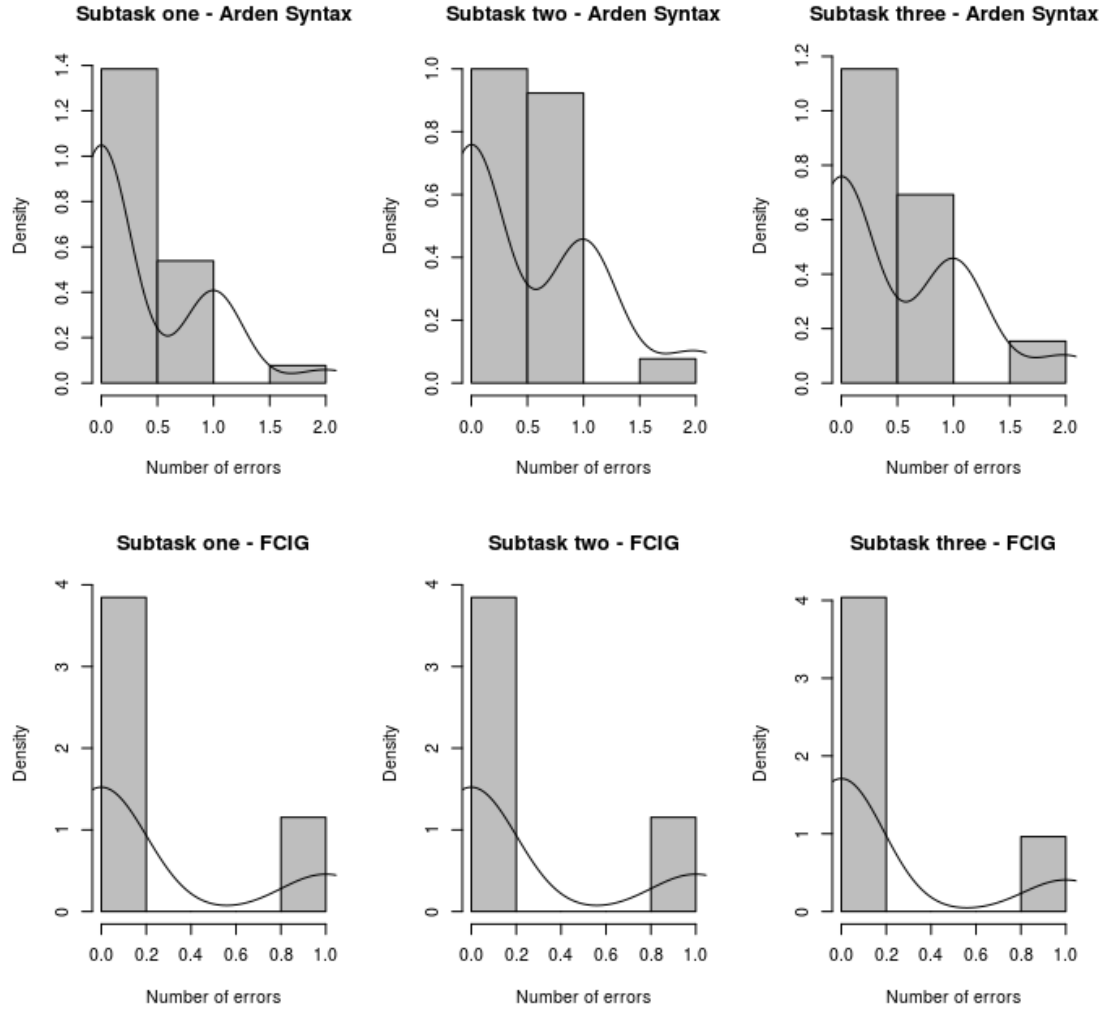 Subtask one - Arden Syntax
Density
0.0 0.2 0.4 0.6 0.8 1.0 1.2 1.4
0.0 0.5 1.0 1.5 2.0
Number of errors
Subtask two - Arden Syntax
Density
0.0 0.2 0.4 0.6 0.8 1.0
0.0 0.5 1.0 1.5 2.0
Number of errors
Subtask three - Arden Syntax
Density
0.0 0.2 0.4 0.6 0.8 1.0 1.2
0.0 0.5 1.0 1.5 2.0
Number of errors
Subtask one - FCIG
Density
0 1 2 3 4
0.0 0.2 0.4 0.6 0.8 1.0
Number of errors
Subtask two - FCIG
Density
0 1 2 3 4
0.0 0.2 0.4 0.6 0.8 1.0
Number of errors
Subtask three - FCIG
Density
0 1 2 3 4
0.0 0.2 0.4 0.6 0.8 1.0
Number of errors